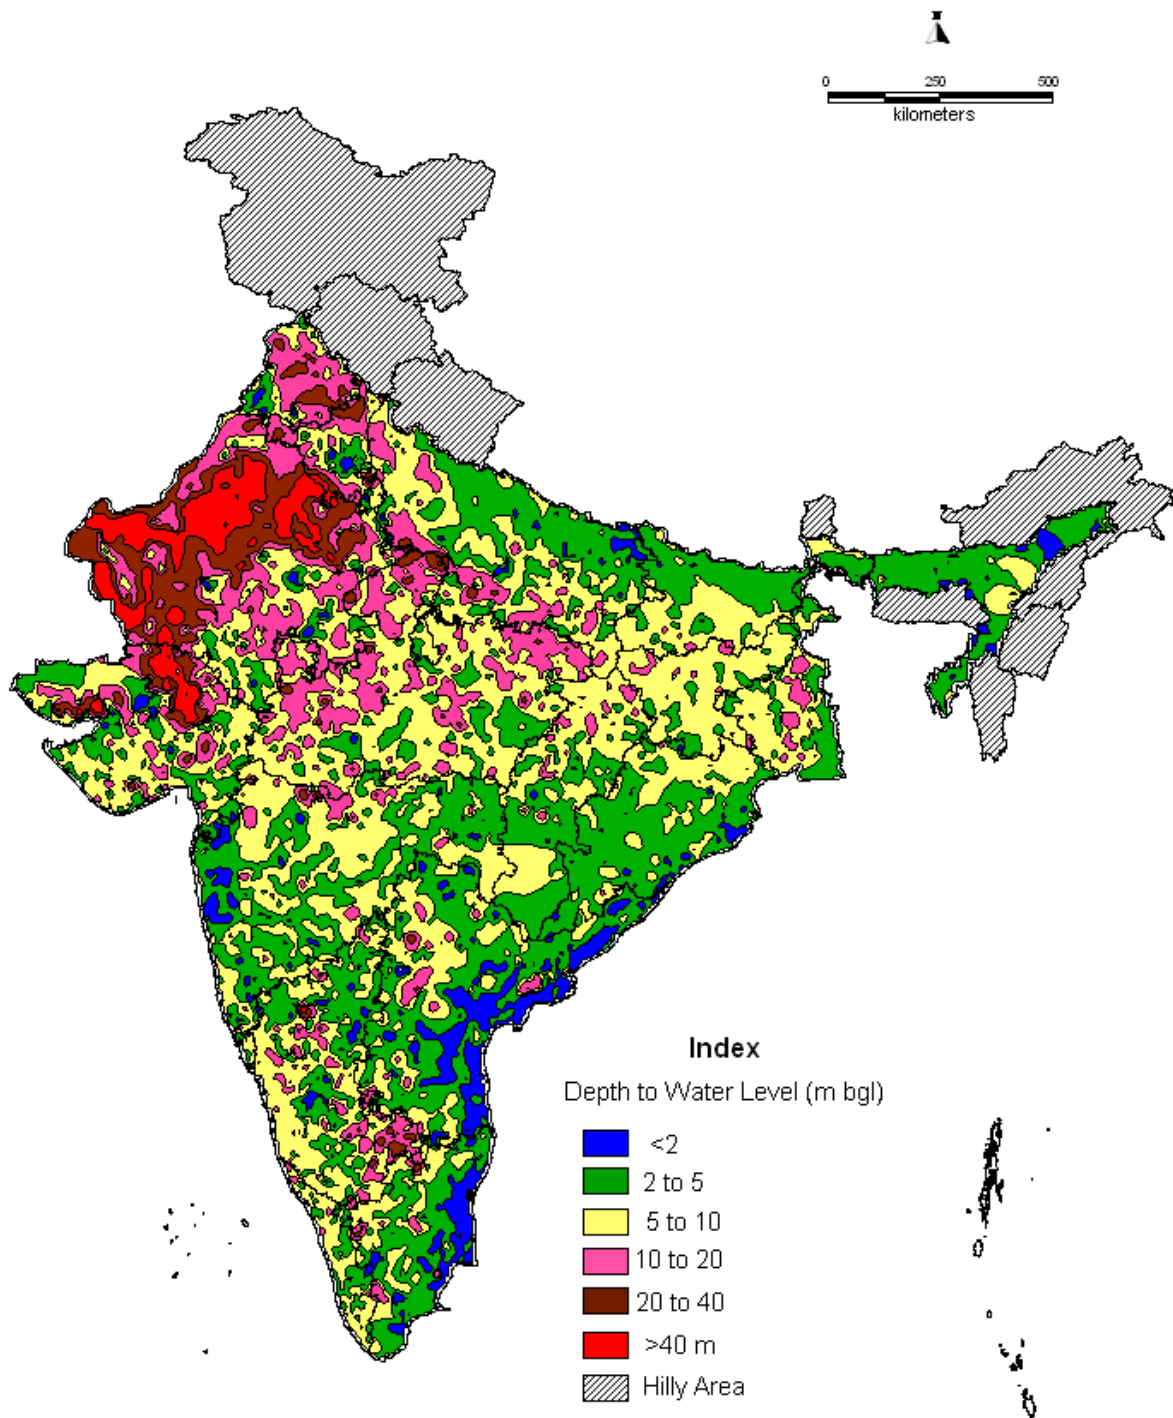 0 250 500
kilometers
Index
Depth to Water Level (m bgl)
<2
2 to 5
5 to 10
10 to 20
20 to 40
>40 m
Hilly Area